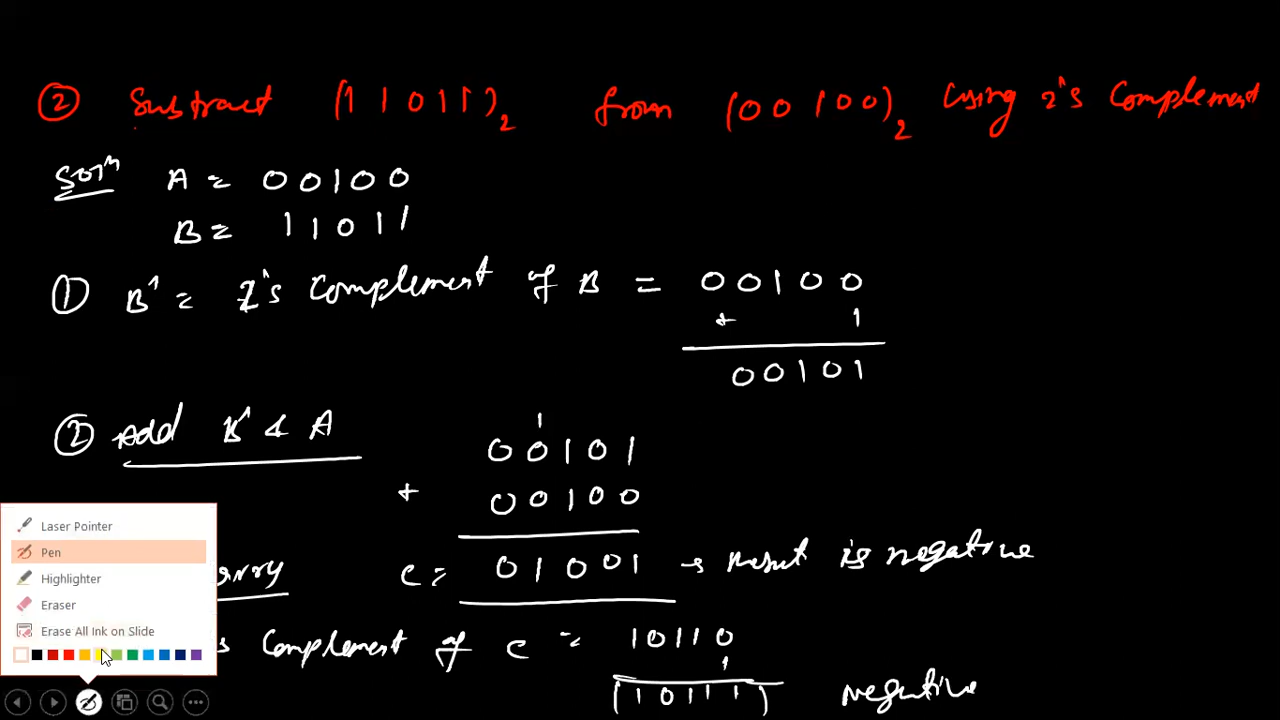 ② Subtract (11011)₂ from (00100)₂ Using 2's Complement
Solⁿ A = 00100
B = 11011
① B' = 2's Complement of B = 00100
+ 1
00101
② Add B' & A
1
00101
+ 00100
C = 01001 → Result is negative
Complement of C = 10110
1
(10111) negative
Laser Pointer
Pen
Highlighter
Eraser
Erase All Ink on Slide